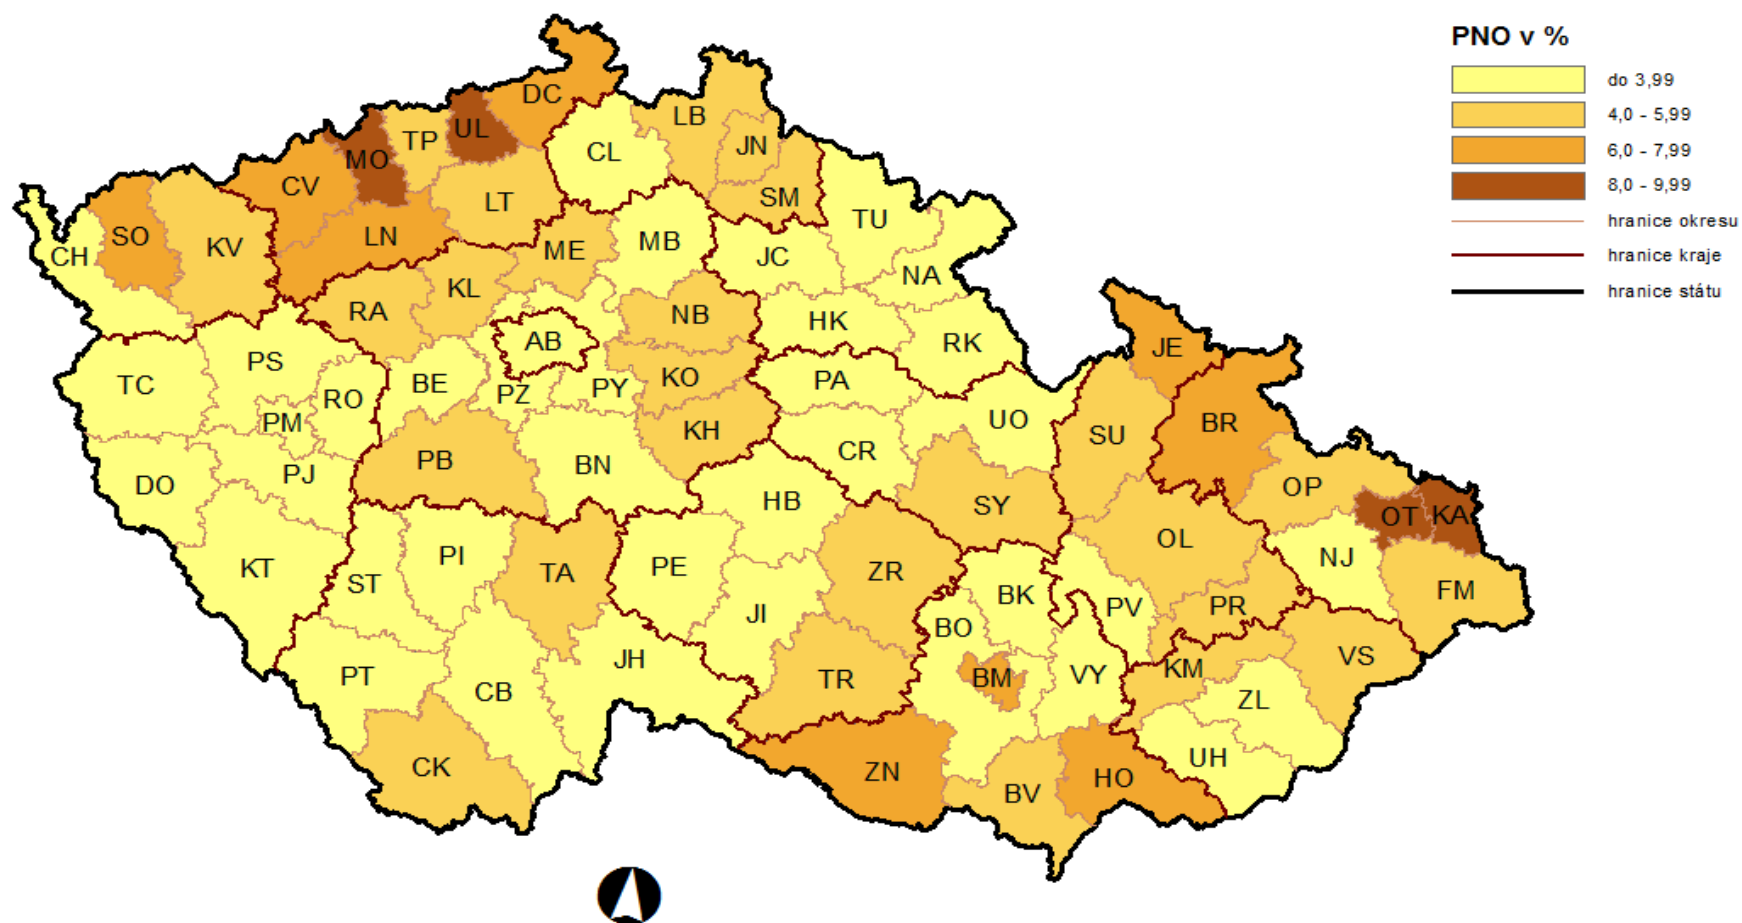 PNO v %
do 3,99
4,0 - 5,99
6,0 - 7,99
8,0 - 9,99
hranice okresu
hranice kraje
hranice státu
DC
LB
UL
TP
JN
CL
MO
CV
LT
SM
TU
SO
KV
LN
ME
MB
CH
JC
NA
KL
RA
NB
HK
AB
RK
PS
JE
TC
BE
PZ
PY
KO
PA
RO
PM
UO
BR
KH
SU
PB
CR
BN
PJ
DO
HB
SY
OP
OT
KA
OL
NJ
PI
KT
ST
TA
PE
ZR
BK
FM
JI
PV
PR
BO
JH
VS
PT
TR
BM
VY
KM
CB
ZL
UH
CK
ZN
BV
HO